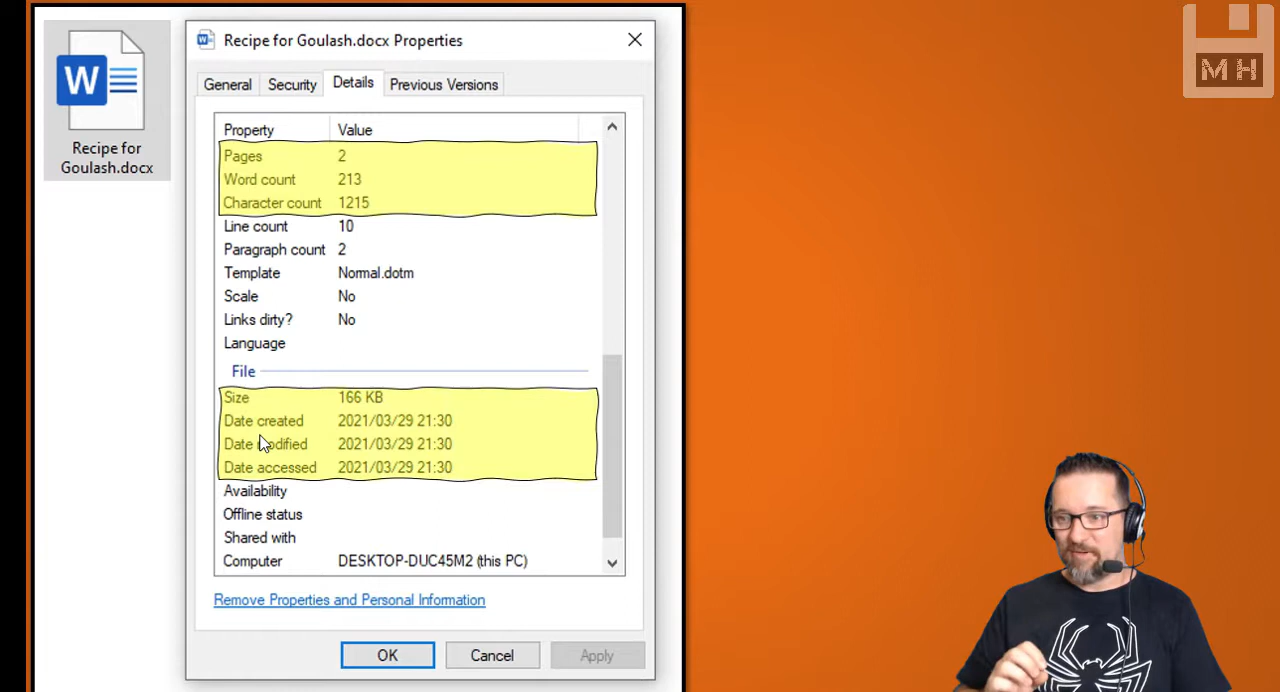 W
Recipe for
Goulash.docx
Recipe for Goulash.docx Properties
General Security Details Previous Versions
Property Value
Pages 2
Word count 213
Character count 1215
Line count 10
Paragraph count 2
Template Normal.dotm
Scale No
Links dirty? No
Language
File
Size 166 KB
Date created 2021/03/29 21:30
Date modified 2021/03/29 21:30
Date accessed 2021/03/29 21:30
Availability
Offline status
Shared with
Computer DESKTOP-DUC45M2 (this PC)
Remove Properties and Personal Information
OK Cancel Apply
MH